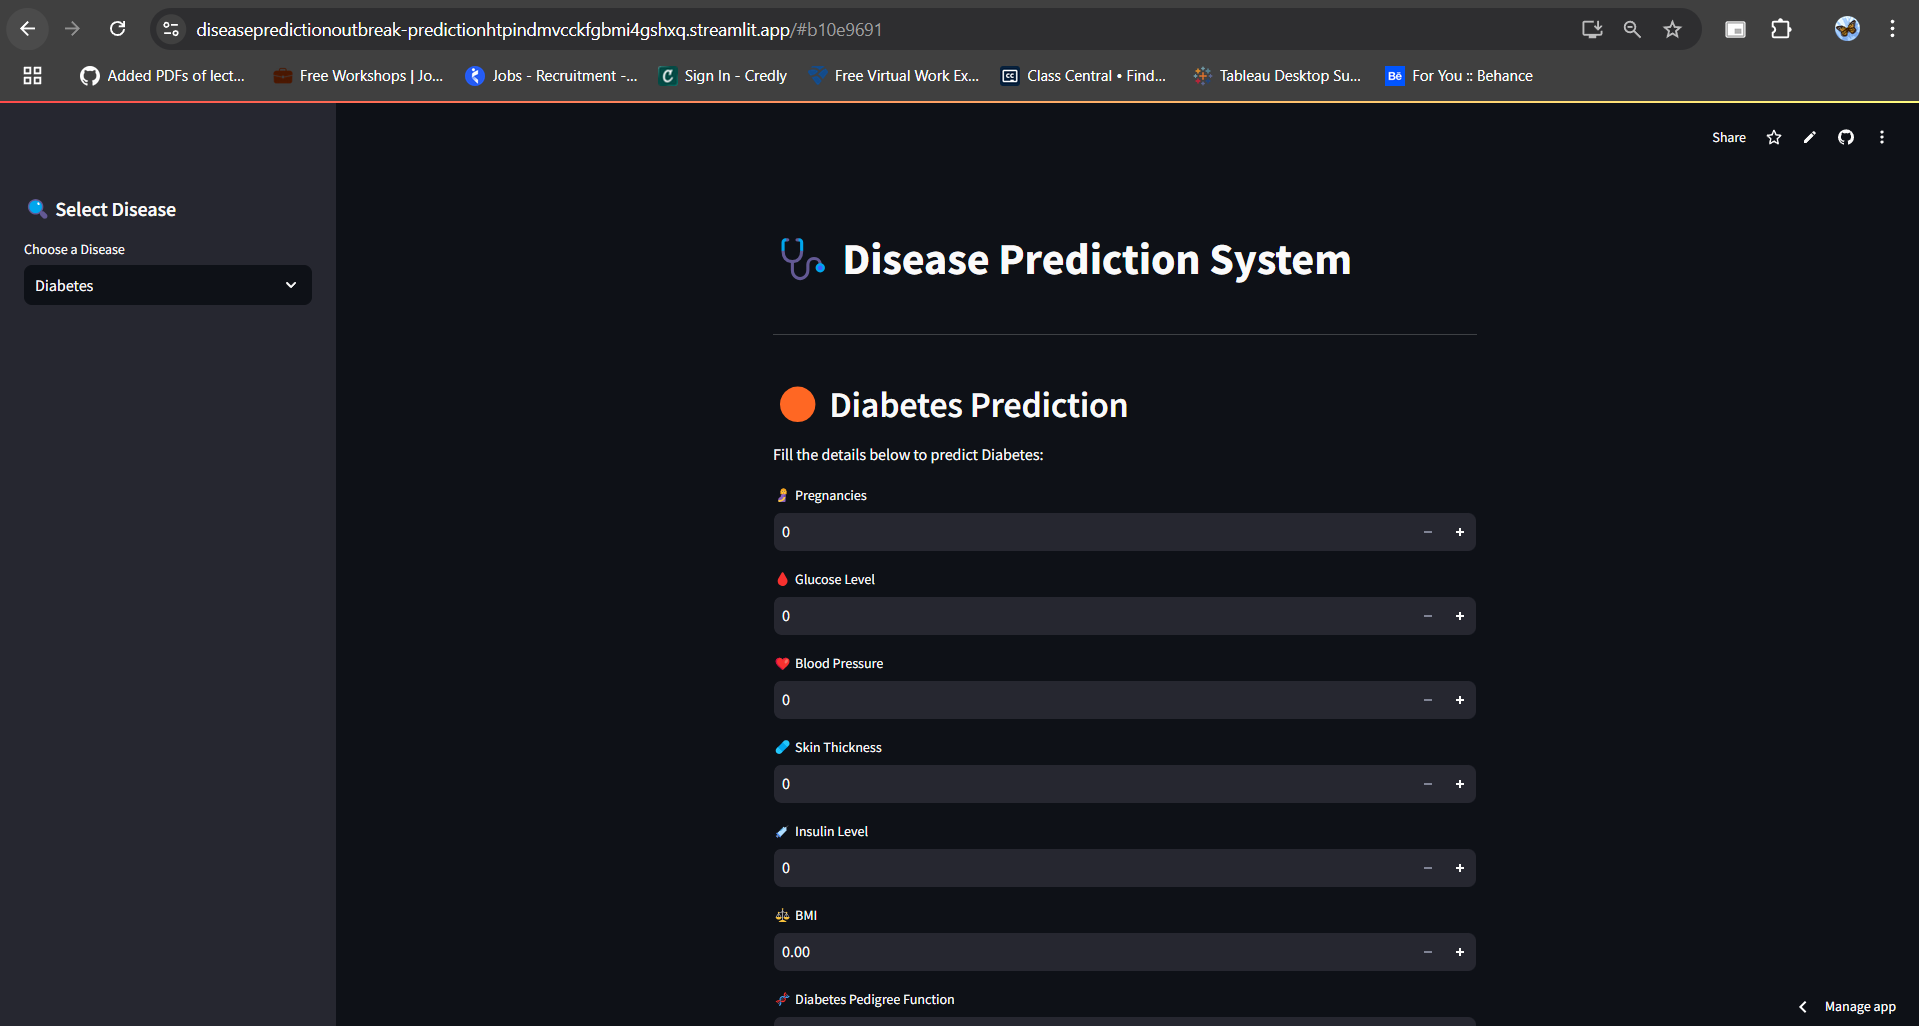 diseasepredictionoutbreak-predictionhtpindmvcckfgbmi4gshxq.streamlit.app/#b10e9691
Added PDFs of lect...
Free Workshops | Jo...
Jobs - Recruitment -...
Sign In - Credly
Free Virtual Work Ex...
Class Central • Find...
Tableau Desktop Su...
Bē
For You :: Behance
Share
Select Disease
Choose a Disease
Diabetes
Disease Prediction System
Diabetes Prediction
Fill the details below to predict Diabetes:
Pregnancies
0
Glucose Level
0
Blood Pressure
0
Skin Thickness
0
Insulin Level
0
BMI
0.00
Diabetes Pedigree Function
Manage app